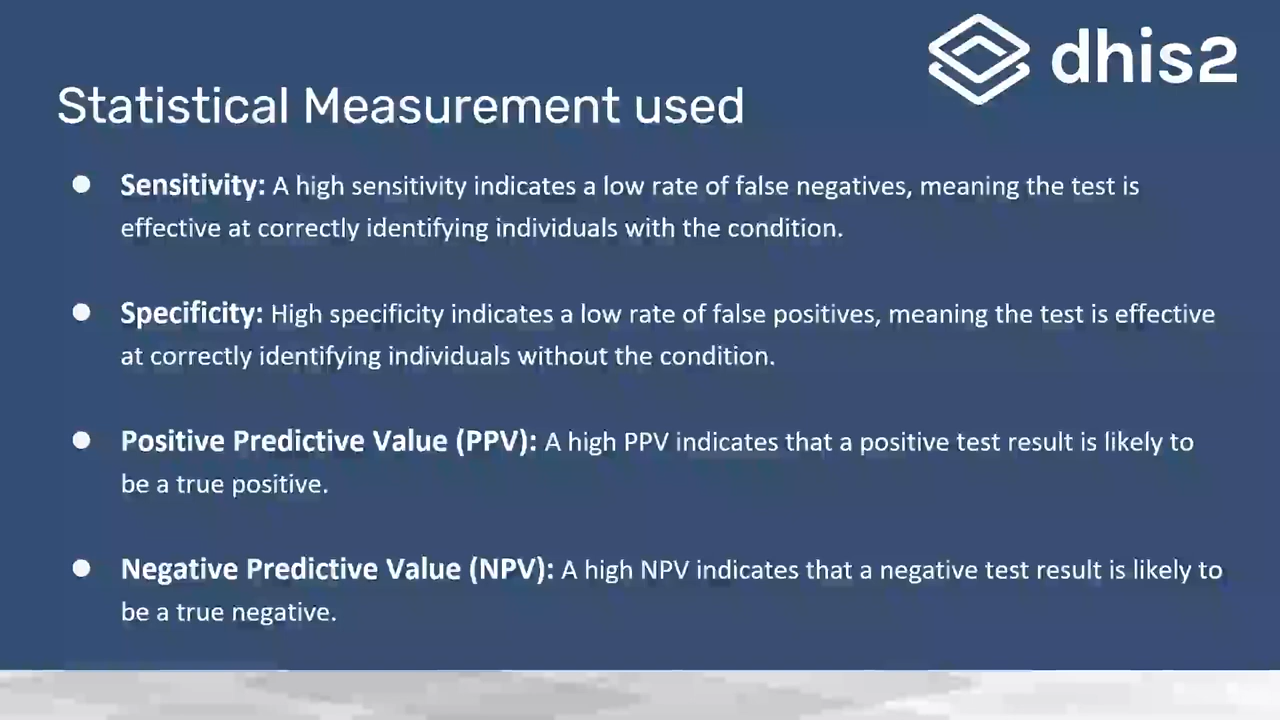 dhis2
Statistical Measurement used
● Sensitivity: A high sensitivity indicates a low rate of false negatives, meaning the test is
effective at correctly identifying individuals with the condition.
● Specificity: High specificity indicates a low rate of false positives, meaning the test is effective
at correctly identifying individuals without the condition.
● Positive Predictive Value (PPV): A high PPV indicates that a positive test result is likely to
be a true positive.
● Negative Predictive Value (NPV): A high NPV indicates that a negative test result is likely to
be a true negative.